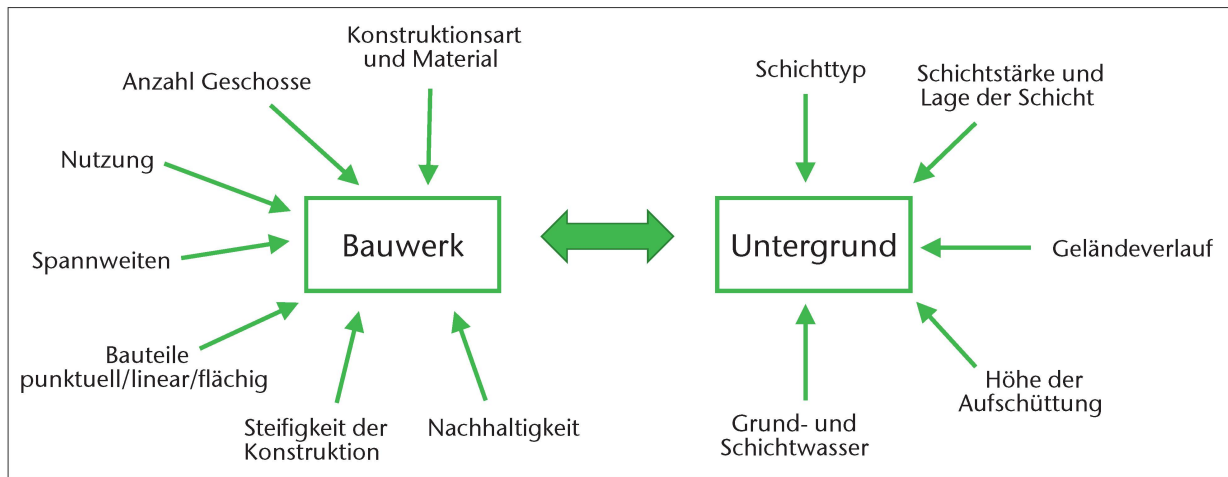 Konstruktionsart
und Material
Anzahl Geschosse
Nutzung
Spannweiten
Bauteile
punktuell/linear/flächig
Steifigkeit der
Konstruktion
Nachhaltigkeit
Bauwerk
Schichttyp
Schichtstärke und
Lage der Schicht
Untergrund
Geländeverlauf
Höhe der
Aufschüttung
Grund- und
Schichtwasser